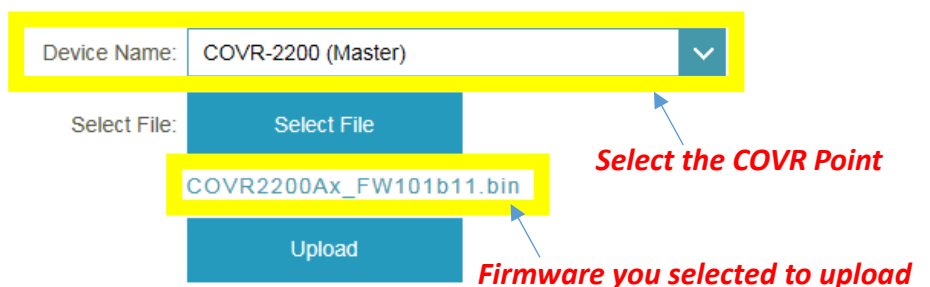 Device Name: COVR-2200 (Master)
Select File: Select File
Select the COVR Point
COVR2200Ax_FW101b11.bin
Upload
Firmware you selected to upload